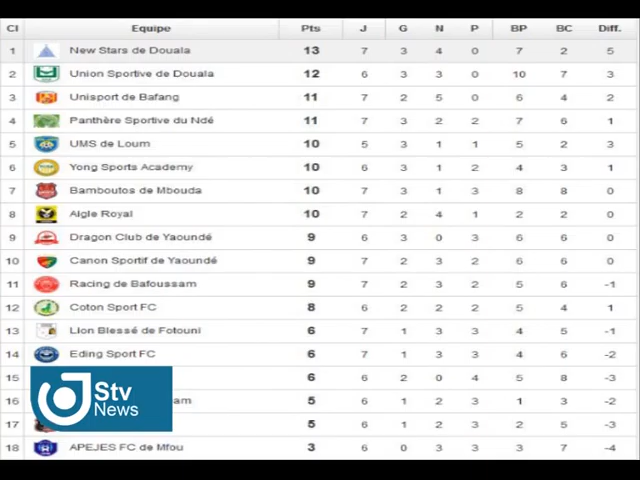 Cl Equipe Pts J G N P BP BC Diff.
1 New Stars de Douala 13 7 3 4 0 7 2 5
2 Union Sportive de Douala 12 6 3 3 0 10 7 3
3 Unisport de Bafang 11 7 2 5 0 6 4 2
4 Panthère Sportive du Ndé 11 7 3 2 2 7 6 1
5 UMS de Loum 10 5 3 1 1 5 2 3
6 Yong Sports Academy 10 6 3 1 2 4 3 1
7 Bamboutos de Mbouda 10 7 3 1 3 8 8 0
8 Aigle Royal 10 7 2 4 1 2 2 0
9 Dragon Club de Yaoundé 9 6 3 0 3 6 6 0
10 Canon Sportif de Yaoundé 9 7 2 3 2 6 6 0
11 Racing de Bafoussam 9 7 2 3 2 5 6 -1
12 Coton Sport FC 8 6 2 2 2 5 4 1
13 Lion Blessé de Fotouni 6 7 1 3 3 4 5 -1
14 Eding Sport FC 6 7 1 3 3 4 6 -2
15 6 6 2 0 4 5 8 -3
16 am 5 6 1 2 3 1 3 -2
17 5 6 1 2 3 2 5 -3
18 APEJES FC de Mfou 3 6 0 3 3 3 7 -4
Stv
News